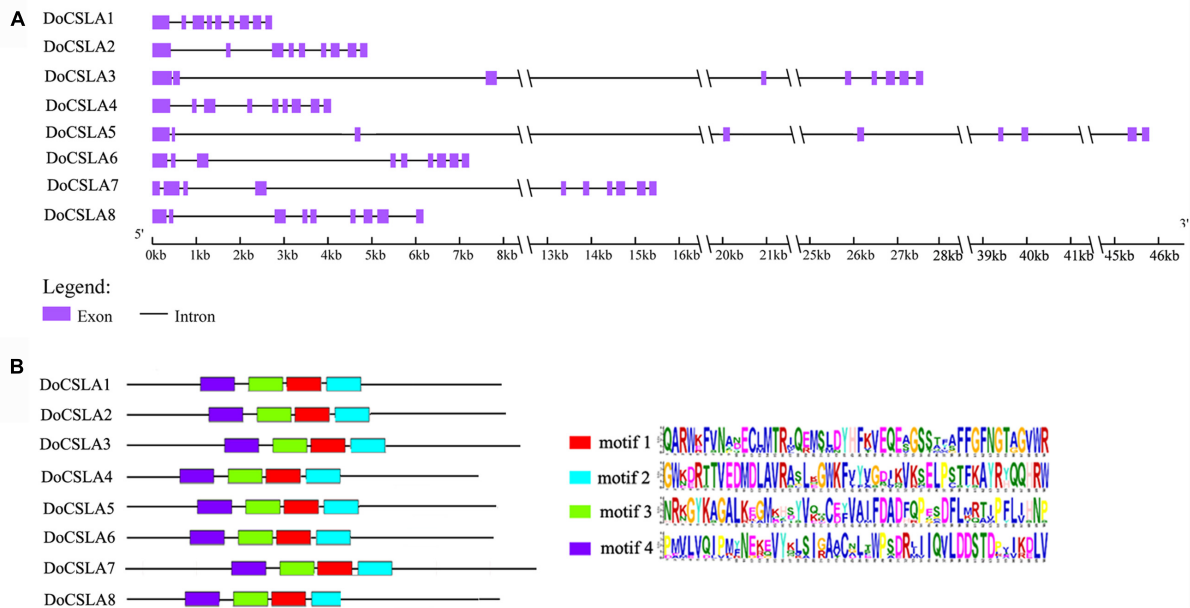 A
DoCSLA1
DoCSLA2
DoCSLA3
DoCSLA4
DoCSLA5
DoCSLA6
DoCSLA7
DoCSLA8
5' 3'
0kb 1kb 2kb 3kb 4kb 5kb 6kb 7kb 8kb 13kb 14kb 15kb 16kb 20kb 21kb 25kb 26kb 27kb 28kb 39kb 40kb 41kb 45kb 46kb
Legend:
Exon Intron
B
DoCSLA1
DoCSLA2
DoCSLA3
DoCSLA4
DoCSLA5
DoCSLA6
DoCSLA7
DoCSLA8
motif 1
motif 2
motif 3
motif 4